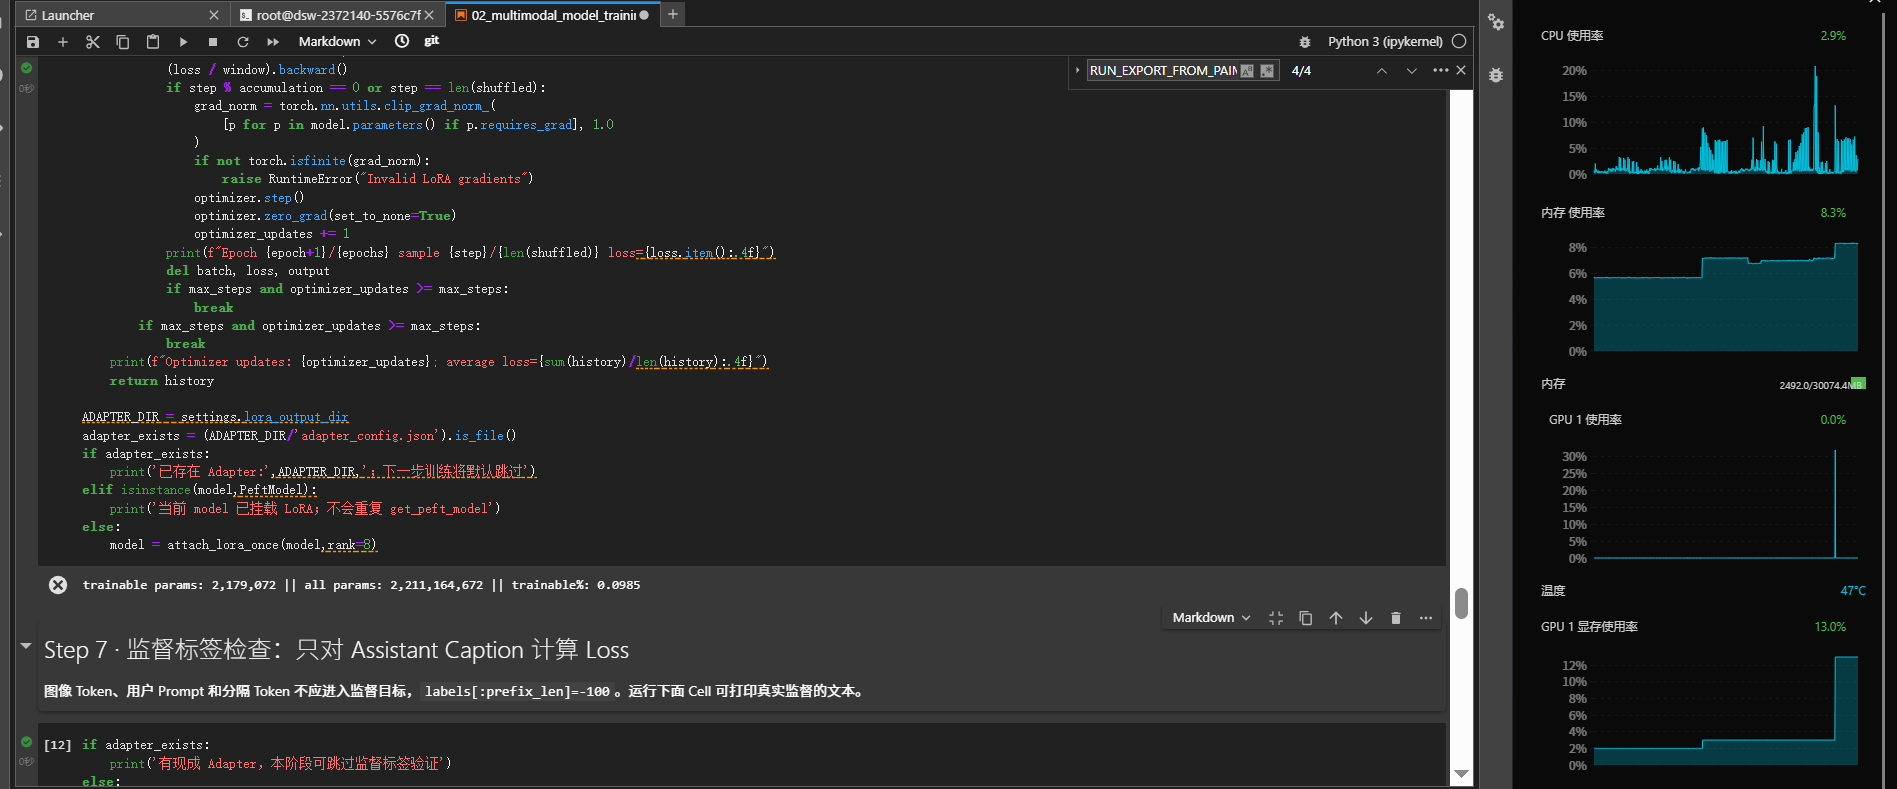 Launcher
root@dsw-2372140-5576c7f
02_multimodal_model_trainin
Markdown
git
Python 3 (ipykernel)
RUN_EXPORT_FROM_PAI
4/4
(loss / window).backward()
if step % accumulation == 0 or step == len(shuffled):
grad_norm = torch.nn.utils.clip_grad_norm_(
[p for p in model.parameters() if p.requires_grad], 1.0
)
if not torch.isfinite(grad_norm):
raise RuntimeError("Invalid LoRA gradients")
optimizer.step()
optimizer.zero_grad(set_to_none=True)
optimizer_updates += 1
print(f"Epoch {epoch+1}/{epochs} sample {step}/{len(shuffled)} loss={loss.item():.4f}")
del batch, loss, output
if max_steps and optimizer_updates >= max_steps:
break
if max_steps and optimizer_updates >= max_steps:
break
print(f"Optimizer updates: {optimizer_updates}; average loss={sum(history)/len(history):.4f}")
return history
ADAPTER_DIR = settings.lora_output_dir
adapter_exists = (ADAPTER_DIR/'adapter_config.json').is_file()
if adapter_exists:
print('已存在 Adapter:',ADAPTER_DIR,'；下一步训练将默认跳过')
elif isinstance(model,PeftModel):
print('当前 model 已挂载 LoRA；不会重复 get_peft_model')
else:
model = attach_lora_once(model,rank=8)
0秒
trainable params: 2,179,072 || all params: 2,211,164,672 || trainable%: 0.0985
Markdown
Step 7 · 监督标签检查：只对 Assistant Caption 计算 Loss
图像 Token、用户 Prompt 和分隔 Token 不应进入监督目标，labels[:prefix_len]=-100。运行下面 Cell 可打印真实监督的文本。
[12] if adapter_exists:
print('有现成 Adapter，本阶段可跳过监督标签验证')
else:
0秒
CPU 使用率 2.9%
20%
15%
10%
5%
0%
内存 使用率 8.3%
8%
6%
4%
2%
0%
内存 2492.0/30074.4MB
GPU 1 使用率 0.0%
30%
25%
20%
15%
10%
5%
0%
温度 47°C
GPU 1 显存使用率 13.0%
12%
10%
8%
6%
4%
2%
0%